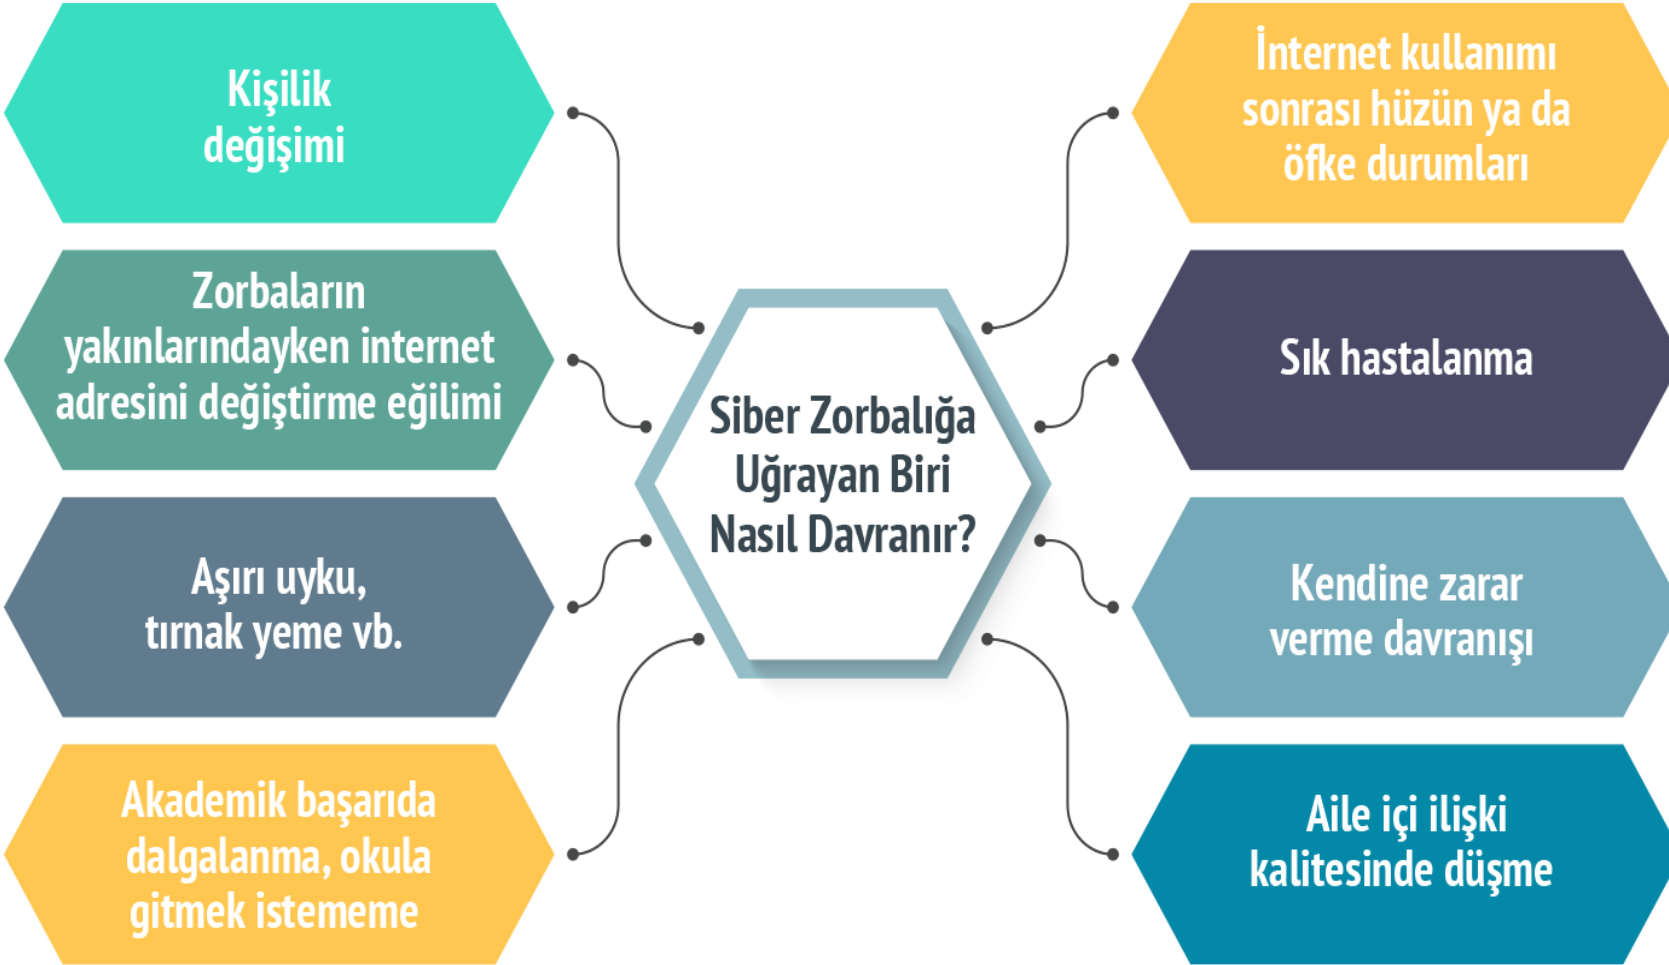 Kişilik
değişimi
Zorbaların
yakınlarındayken internet
adresini değiştirme eğilimi
Aşırı uyku,
tırnak yeme vb.
Akademik başarıda
dalgalanma, okula
gitmek istememe
Siber Zorbalığa
Uğrayan Biri
Nasıl Davranır?
İnternet kullanımı
sonrası hüzün ya da
öfke durumları
Sık hastalanma
Kendine zarar
verme davranışı
Aile içi ilişki
kalitesinde düşme